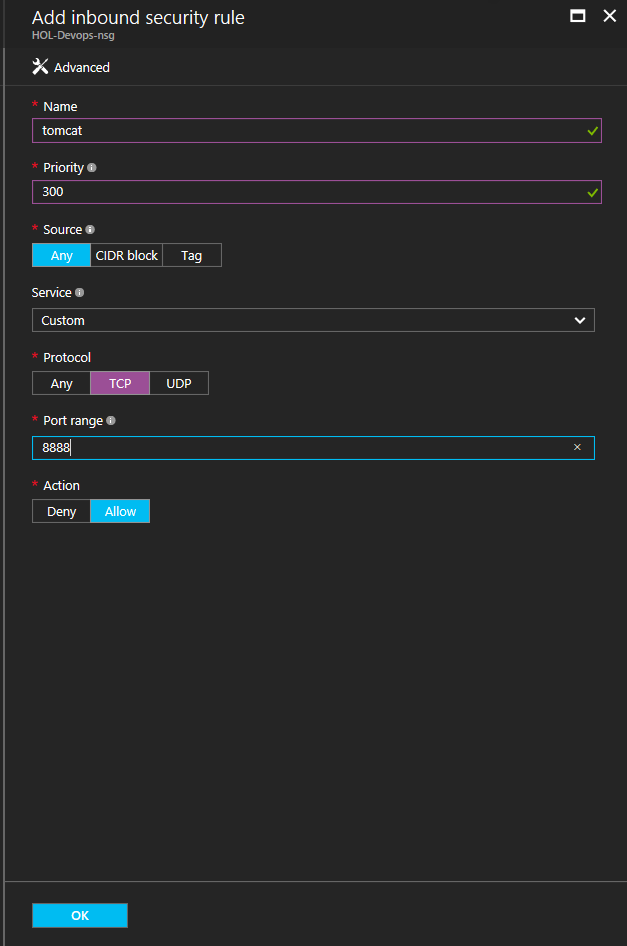 Add inbound security rule
HOL-Devops-nsg
Advanced
* Name
tomcat
* Priority
300
* Source
Any CIDR block Tag
Service
Custom
* Protocol
Any TCP UDP
* Port range
8888
* Action
Deny Allow
OK